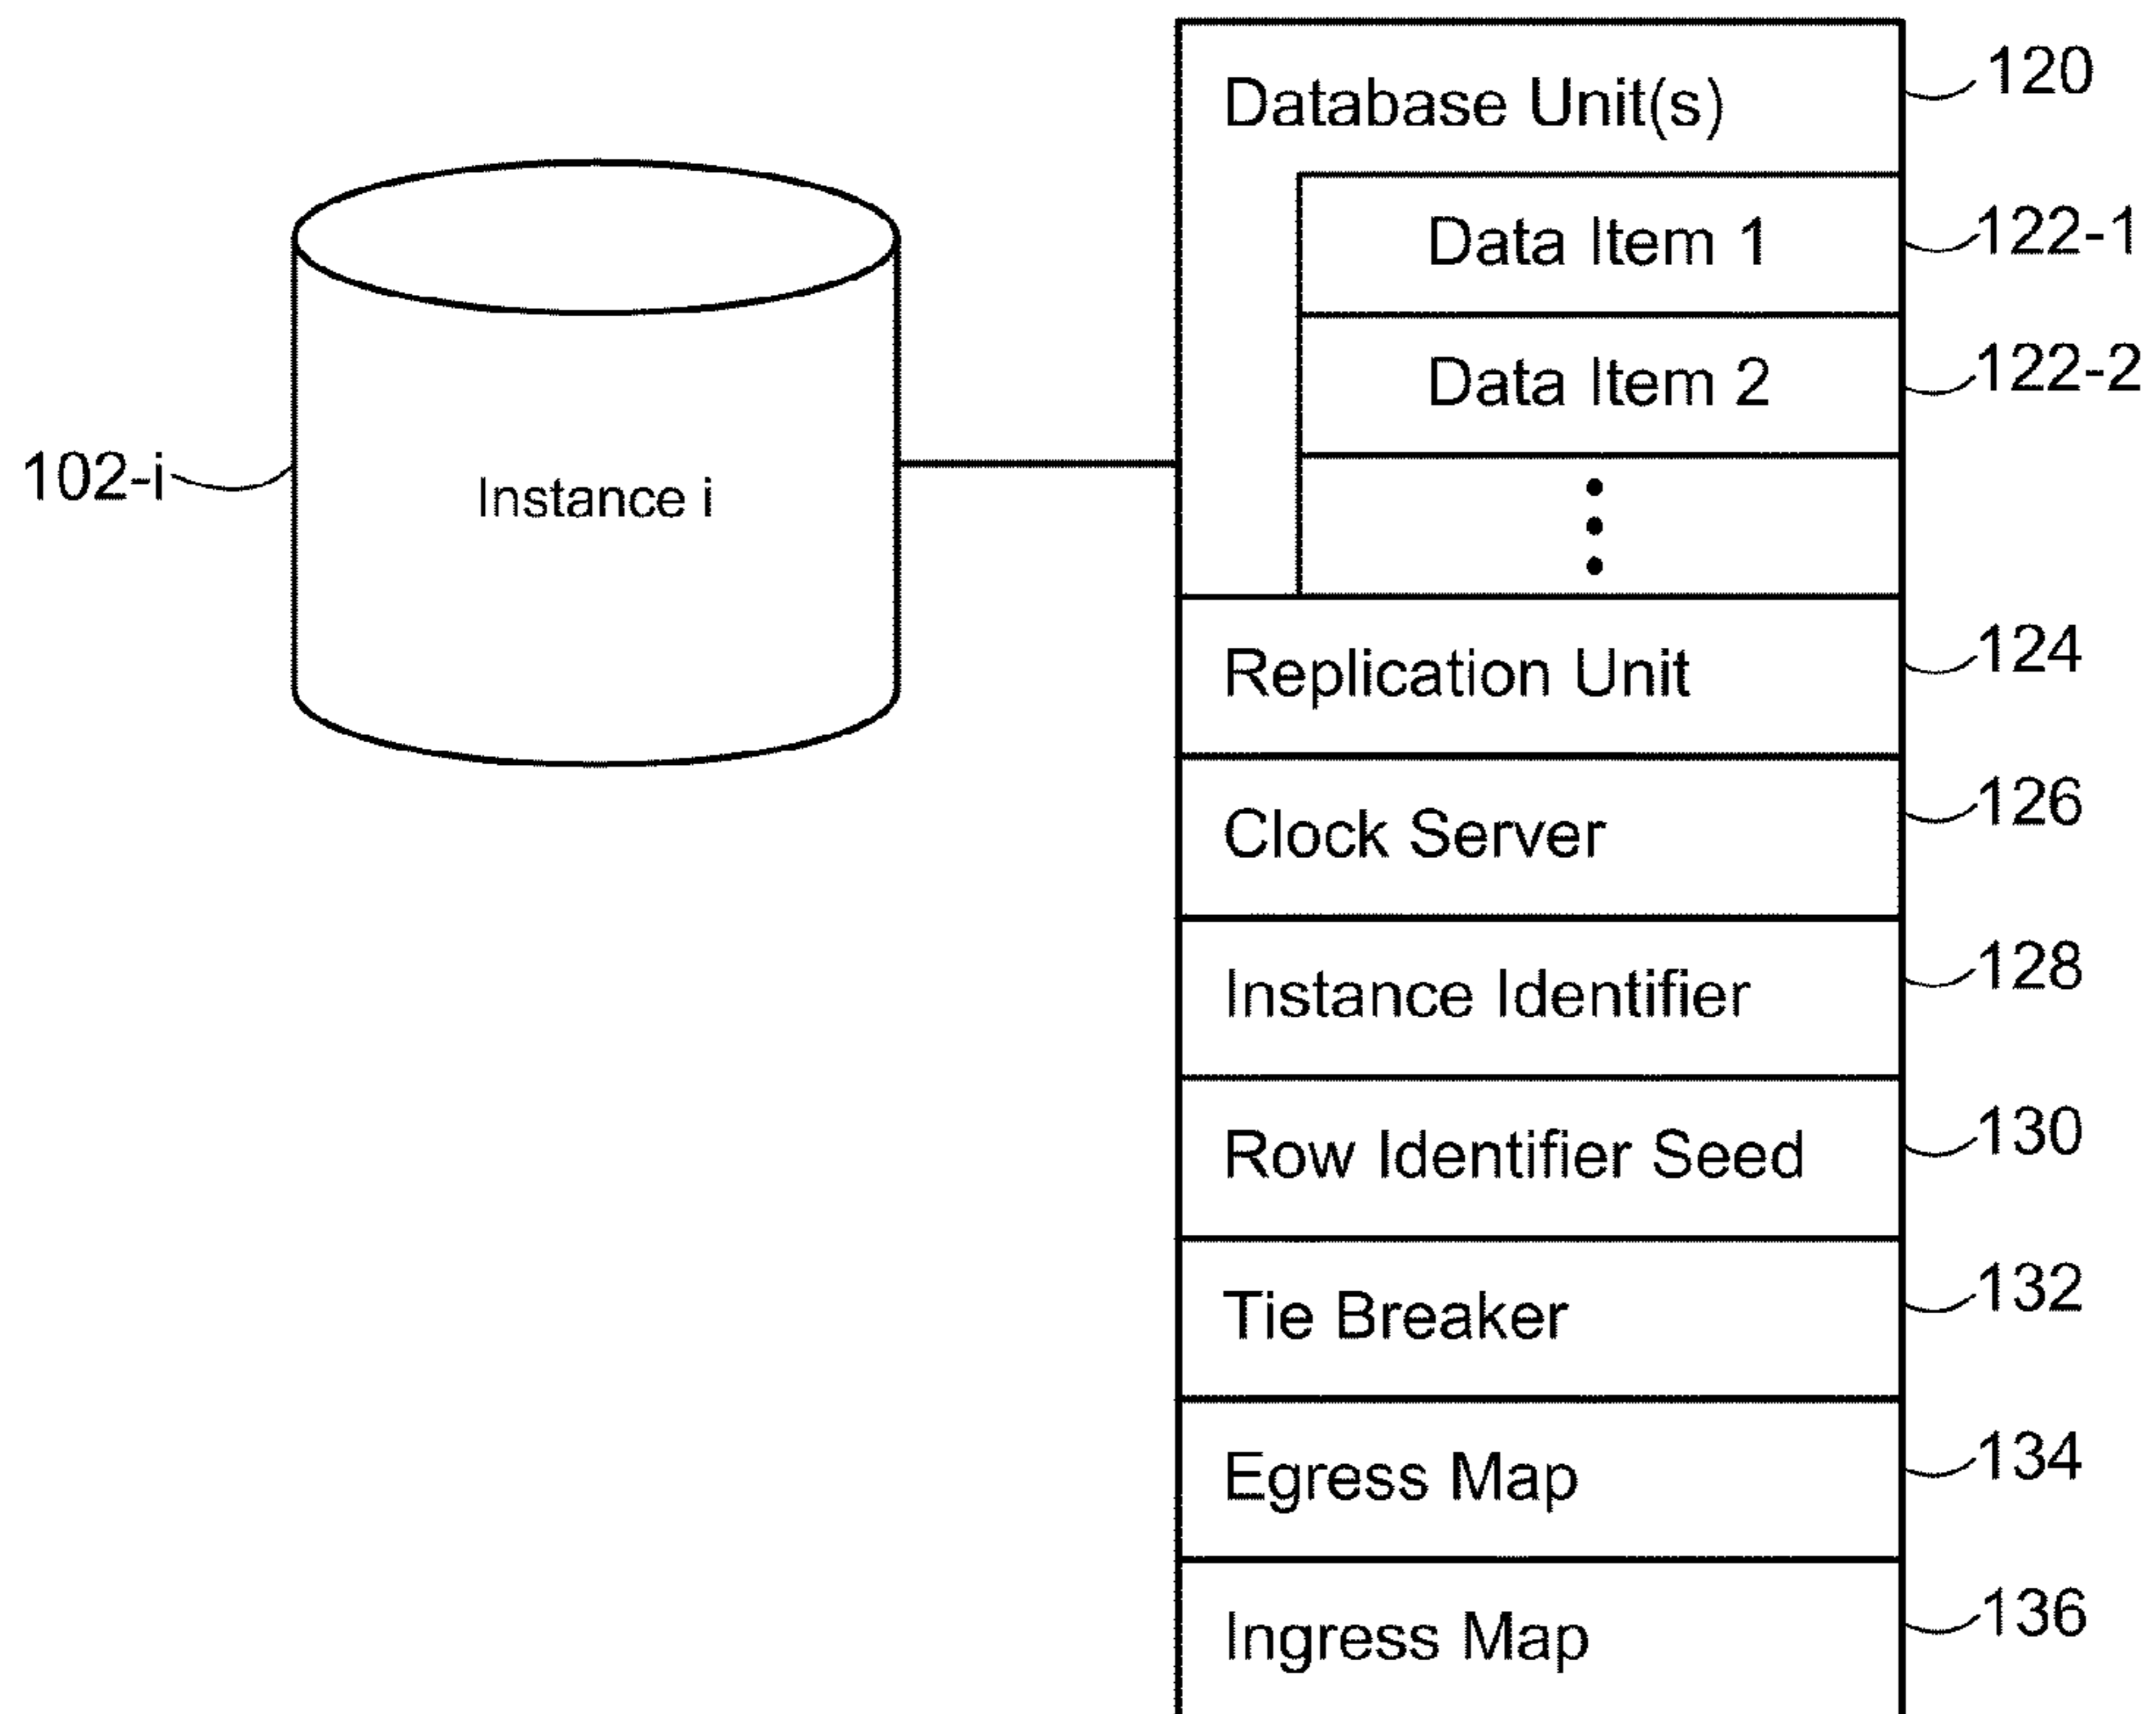 Database Unit(s) 120
Data Item 1 122-1
Data Item 2 122-2
102-i Instance i
Replication Unit 124
Clock Server 126
Instance Identifier 128
Row Identifier Seed 130
Tie Breaker 132
Egress Map 134
Ingress Map 136